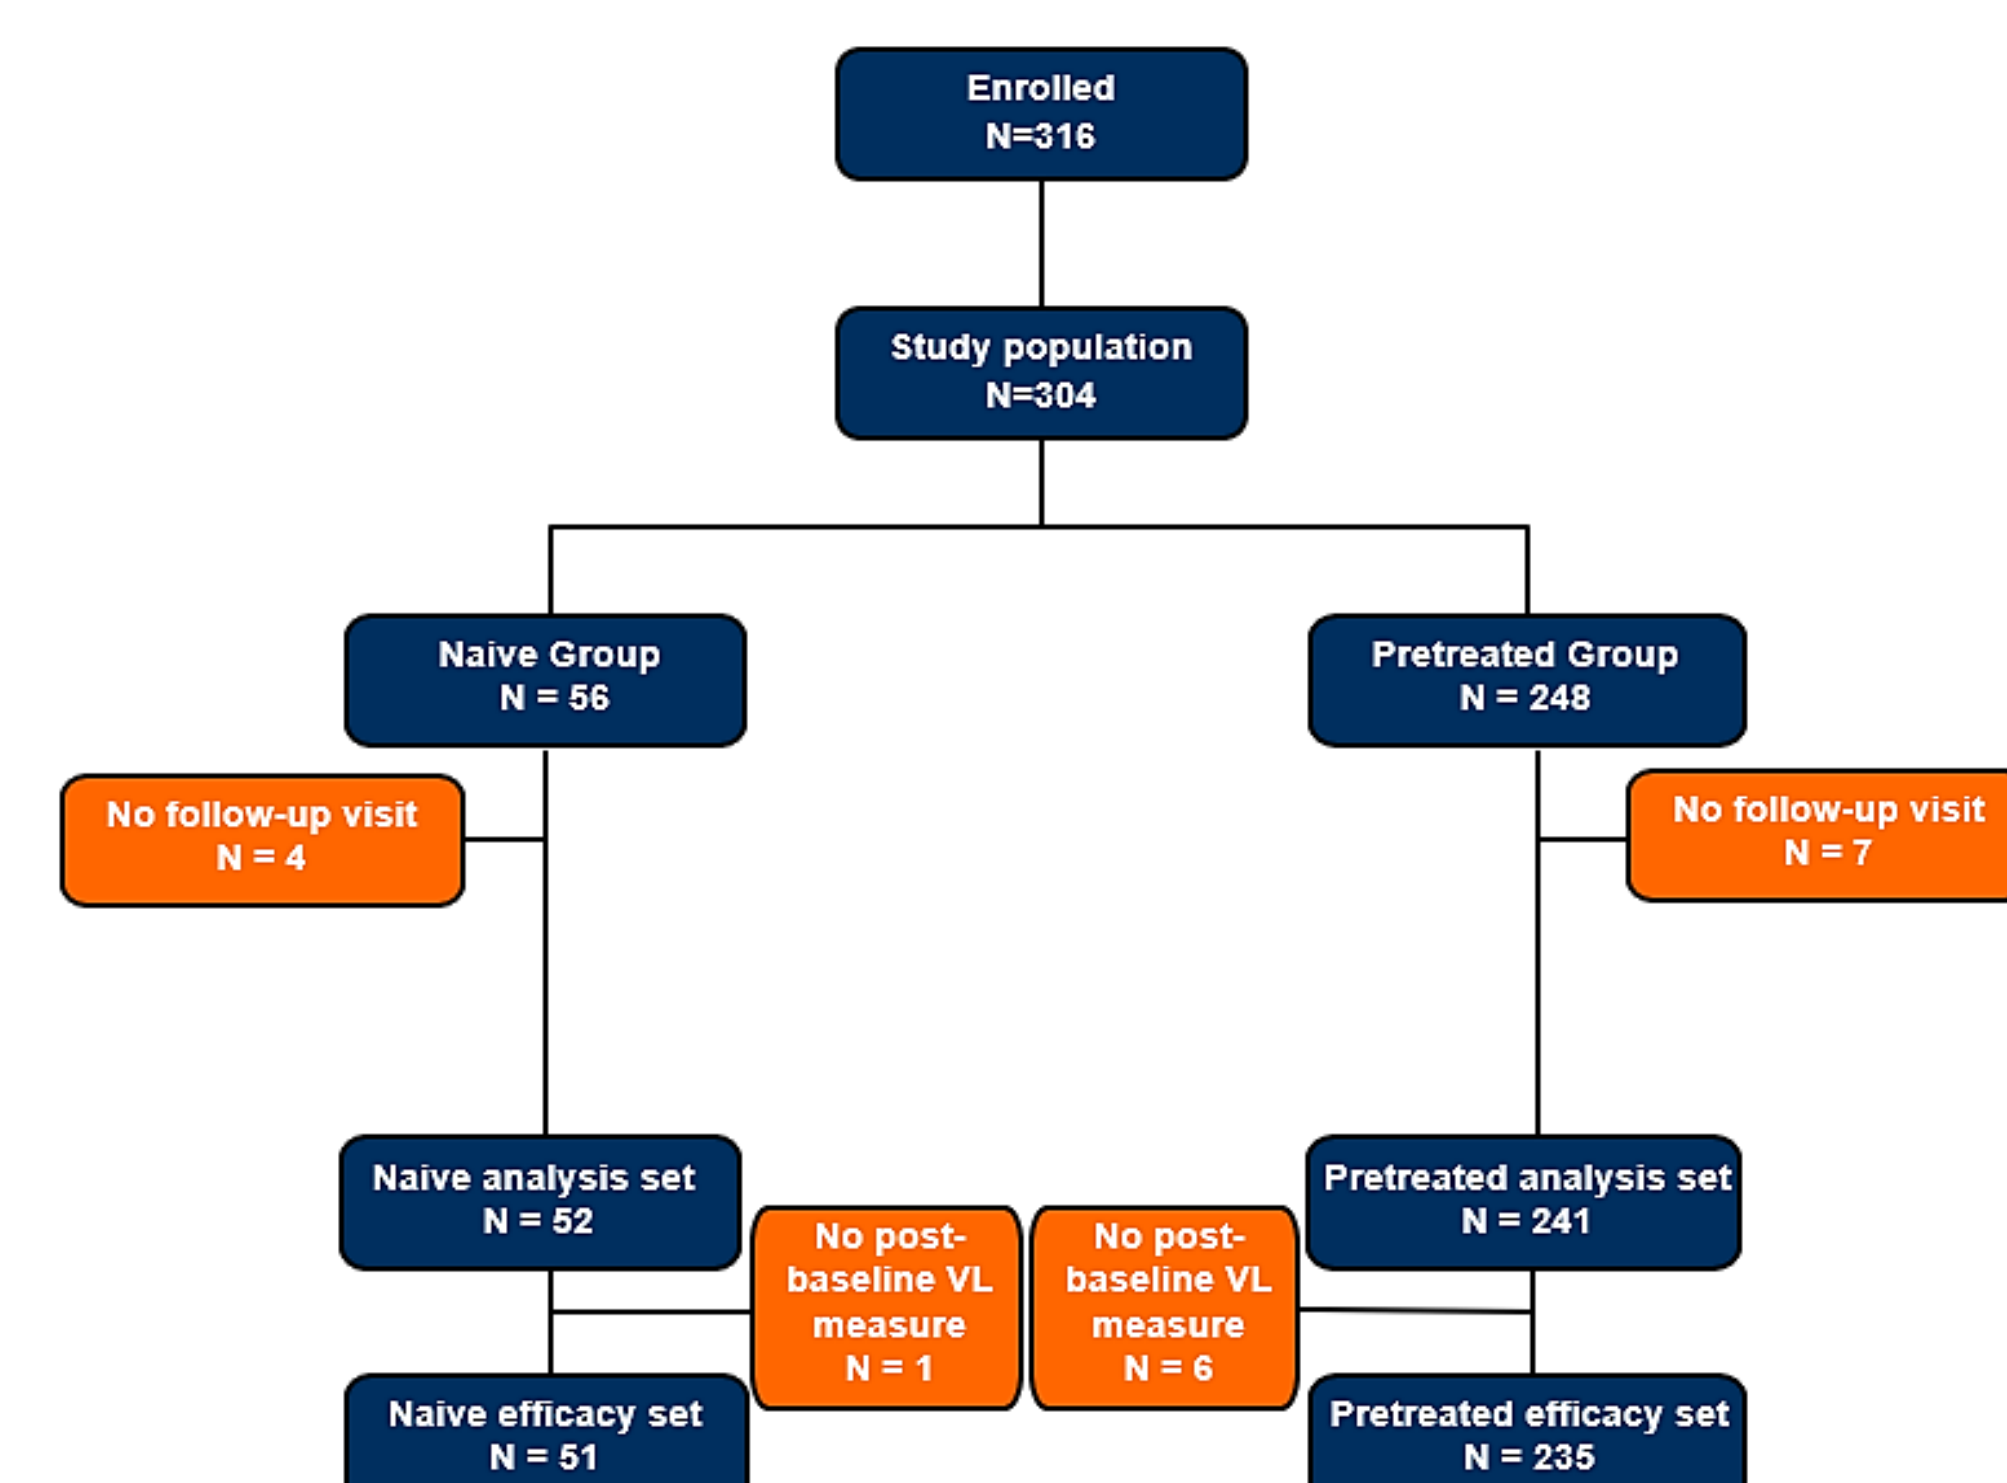 Enrolled
N=316
Study population
N=304
Naive Group
N = 56
Pretreated Group
N = 248
No follow-up visit
N = 4
No follow-up visit
N = 7
Naive analysis set
N = 52
Pretreated analysis set
N = 241
No post-
baseline VL
measure
N = 1
No post-
baseline VL
measure
N = 6
Naive efficacy set
N = 51
Pretreated efficacy set
N = 235